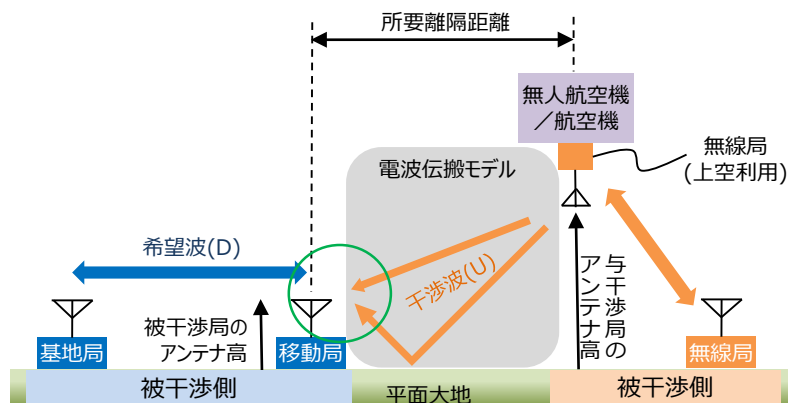 所要離隔距離
無人航空機
／航空機
無線局
(上空利用)
電波伝搬モデル
希望波(D)
干渉波(U)
与干渉局の
アンテナ高
被干渉局の
アンテナ高
基地局
移動局
無線局
被干渉側
平面大地
被干渉側